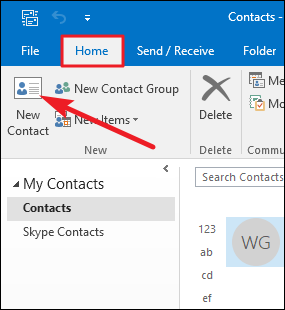 Contacts -
File Home Send / Receive Folder
New Contact
New Contact Group
New Items
Delete
Me
Mo
New Delete Commu
My Contacts
Contacts
Skype Contacts
Search Contacts
123
ab
cd
ef
WG